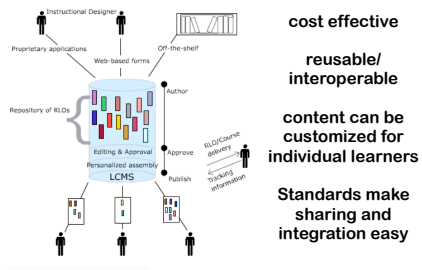 Instructional Designer
Proprietary applications
Web-based forms
Off-the-shelf
Author
Repository of RLOs
Editing & Approval
Approve
Personalized assembly
Publish
LCMS
RLO/Course
delivery
Tracking
information
cost effective
reusable/
interoperable
content can be
customized for
individual learners
Standards make
sharing and
integration easy